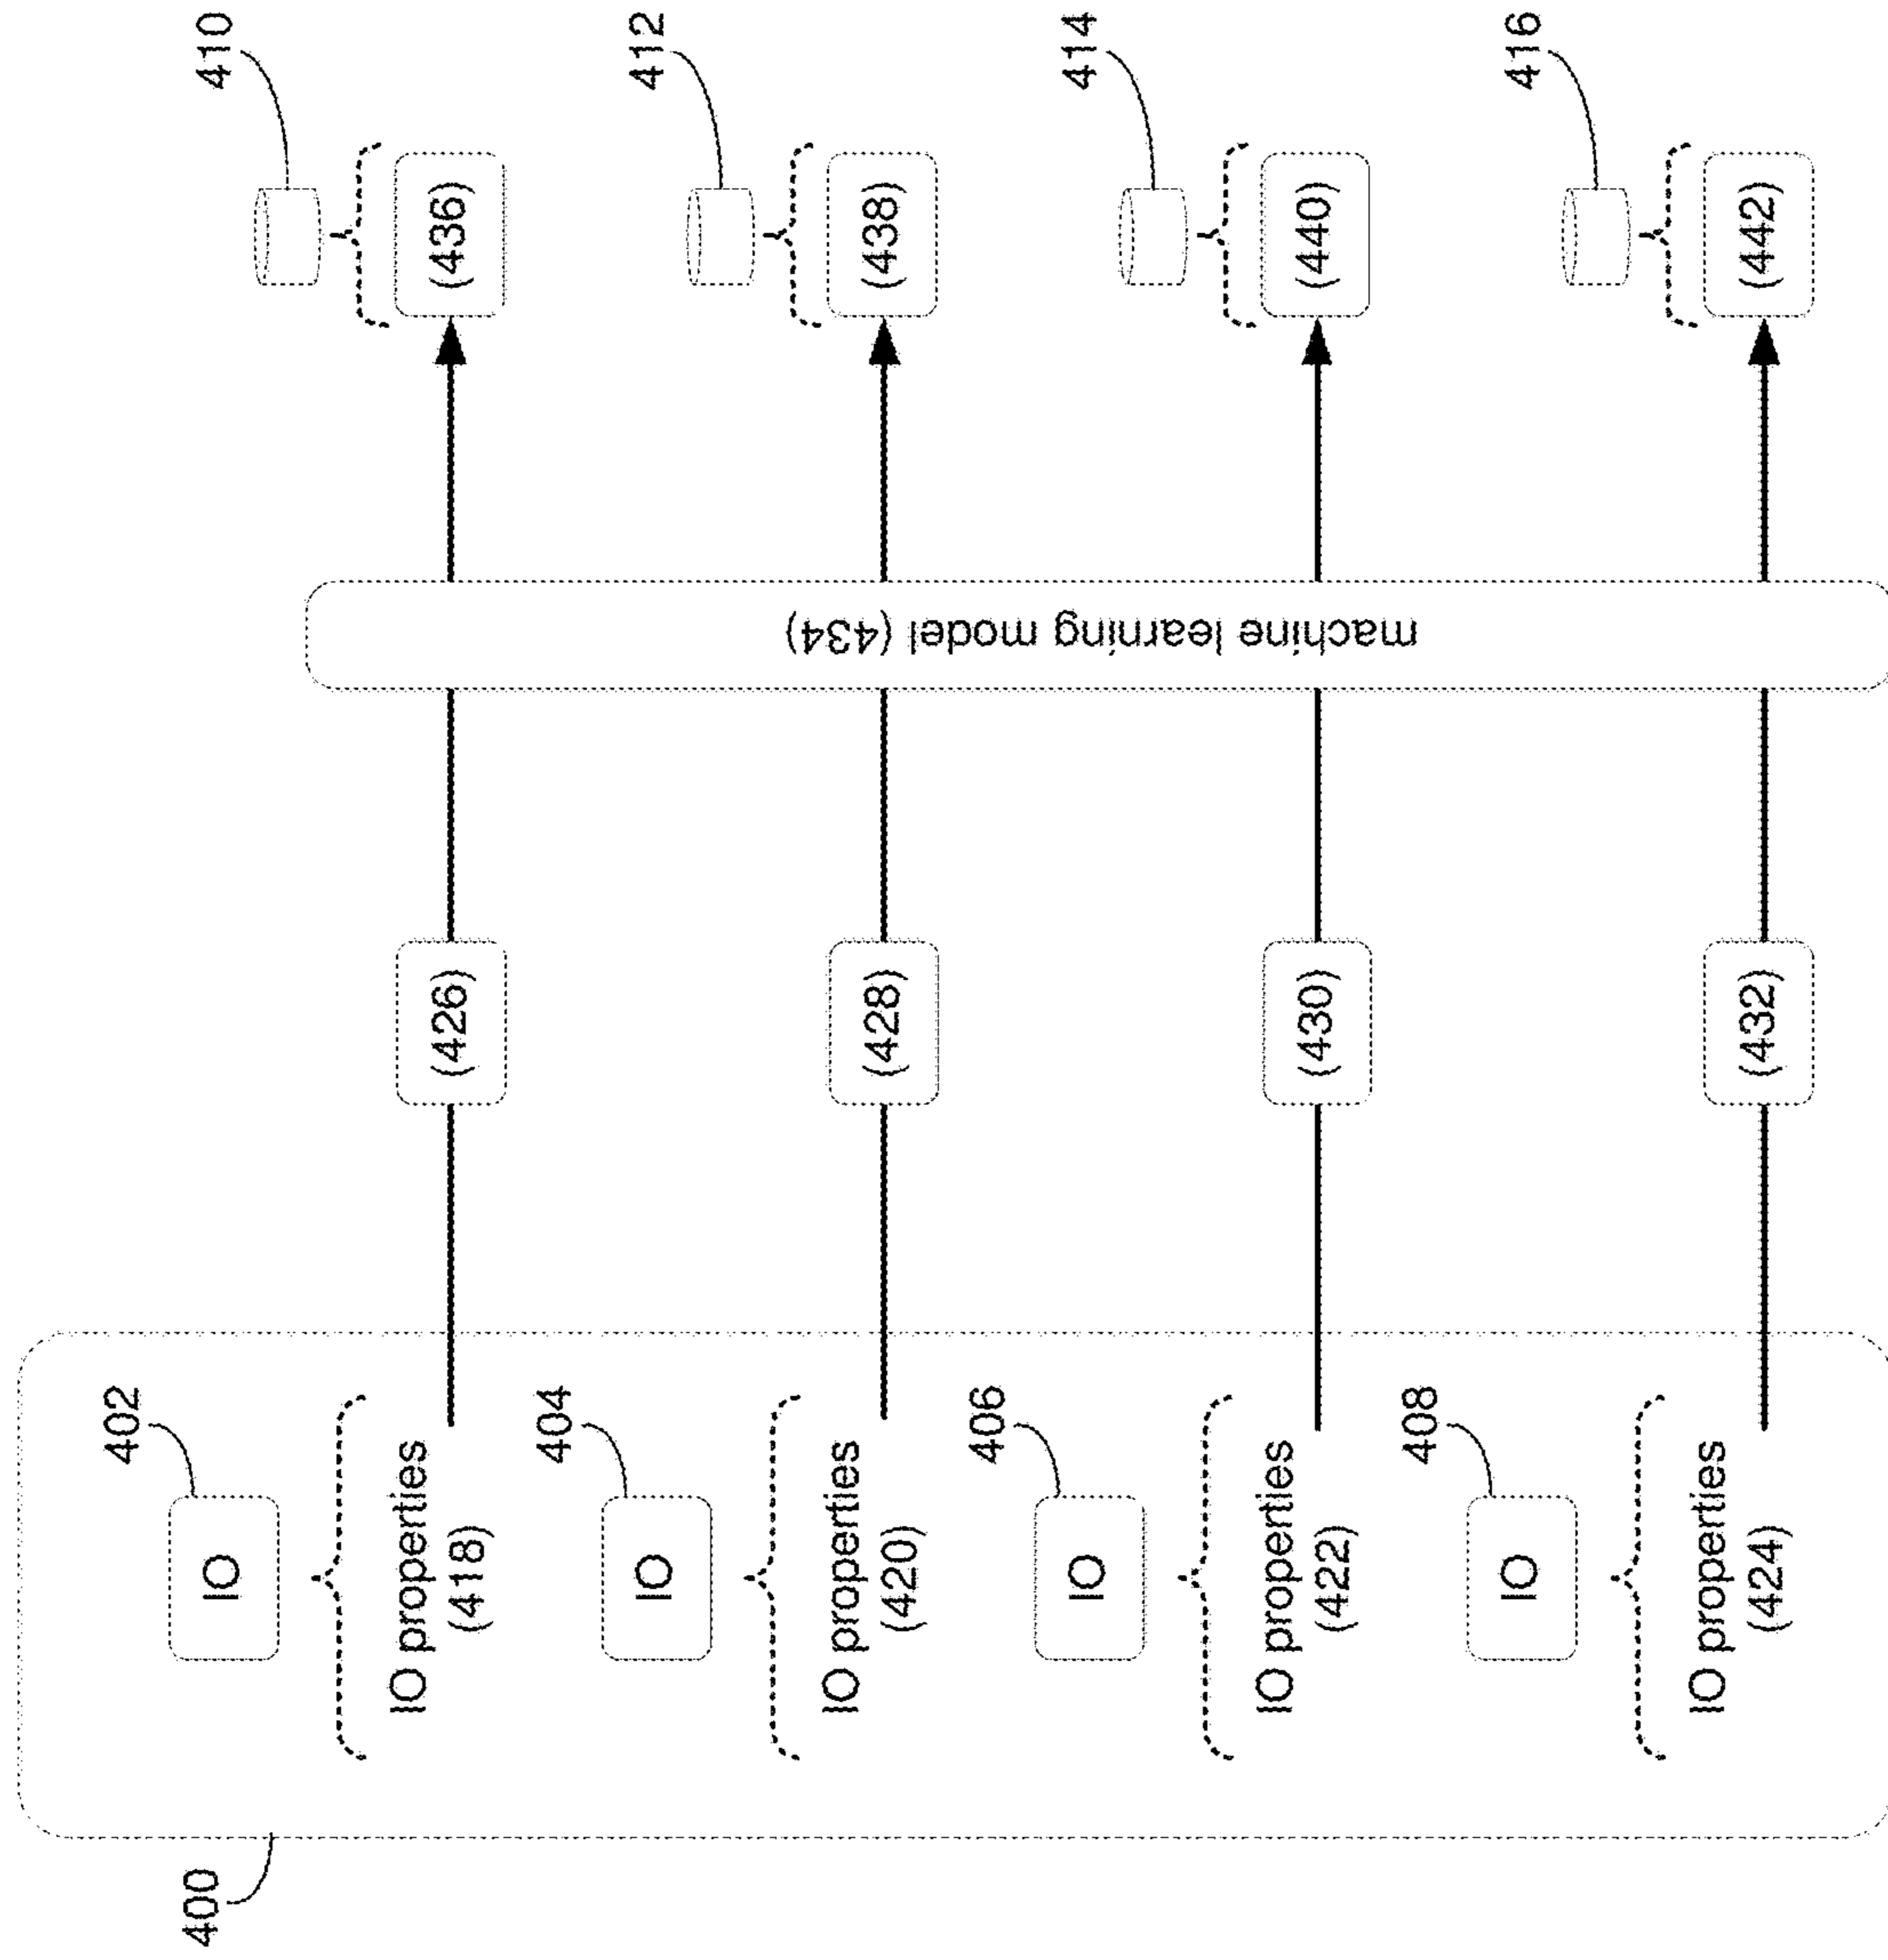 400
402
IO
IO properties
(418)
404
IO
IO properties
(420)
406
IO
IO properties
(422)
408
IO
IO properties
(424)
(426)
(428)
(430)
(432)
machine learning model (434)
410
(436)
412
(438)
414
(440)
416
(442)